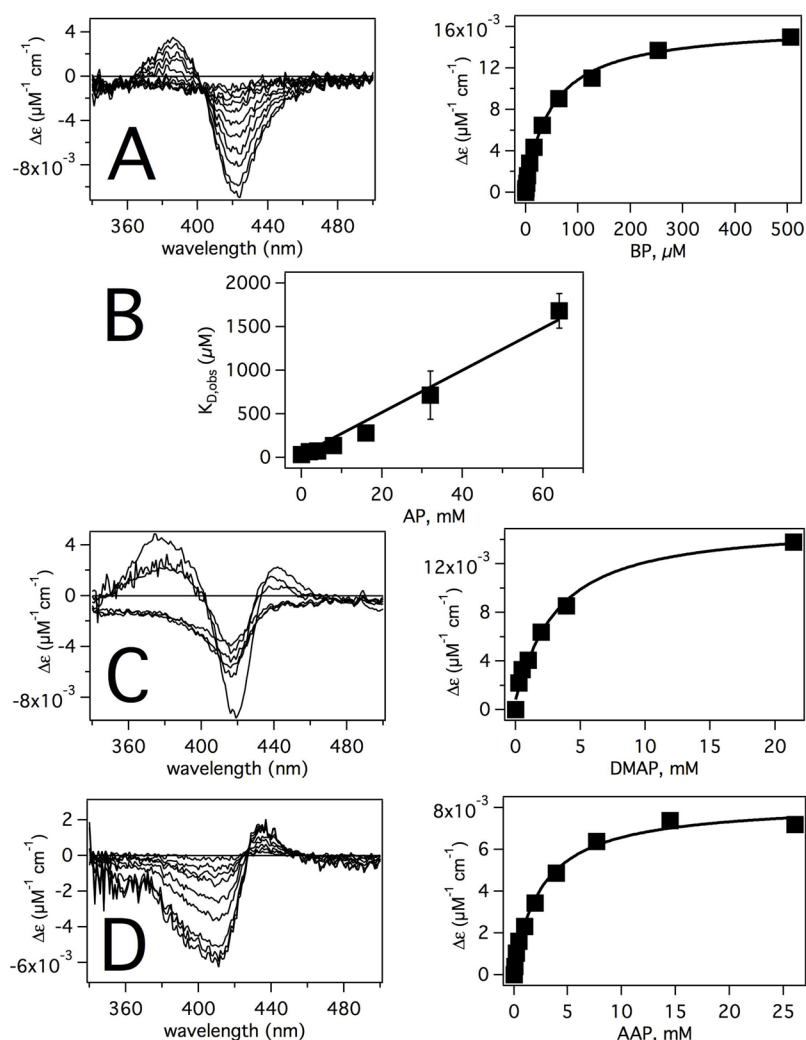 4
0
-4
-8x10⁻³
Δε (µM⁻¹ cm⁻¹)
A
360 400 440 480
wavelength (nm)
16x10⁻³
12
8
4
0
Δε (µM⁻¹ cm⁻¹)
0 100 200 300 400 500
BP, µM
B
2000
1500
1000
500
0
K_D,obs (µM)
0 20 40 60
AP, mM
4
0
-4
-8x10⁻³
Δε (µM⁻¹ cm⁻¹)
C
360 400 440 480
wavelength (nm)
12x10⁻³
8
4
0
Δε (µM⁻¹ cm⁻¹)
0 5 10 15 20
DMAP, mM
2
0
-2
-4
-6x10⁻³
Δε (µM⁻¹ cm⁻¹)
D
360 400 440 480
wavelength (nm)
8x10⁻³
6
4
2
0
Δε (µM⁻¹ cm⁻¹)
0 5 10 15 20 25
AAP, mM